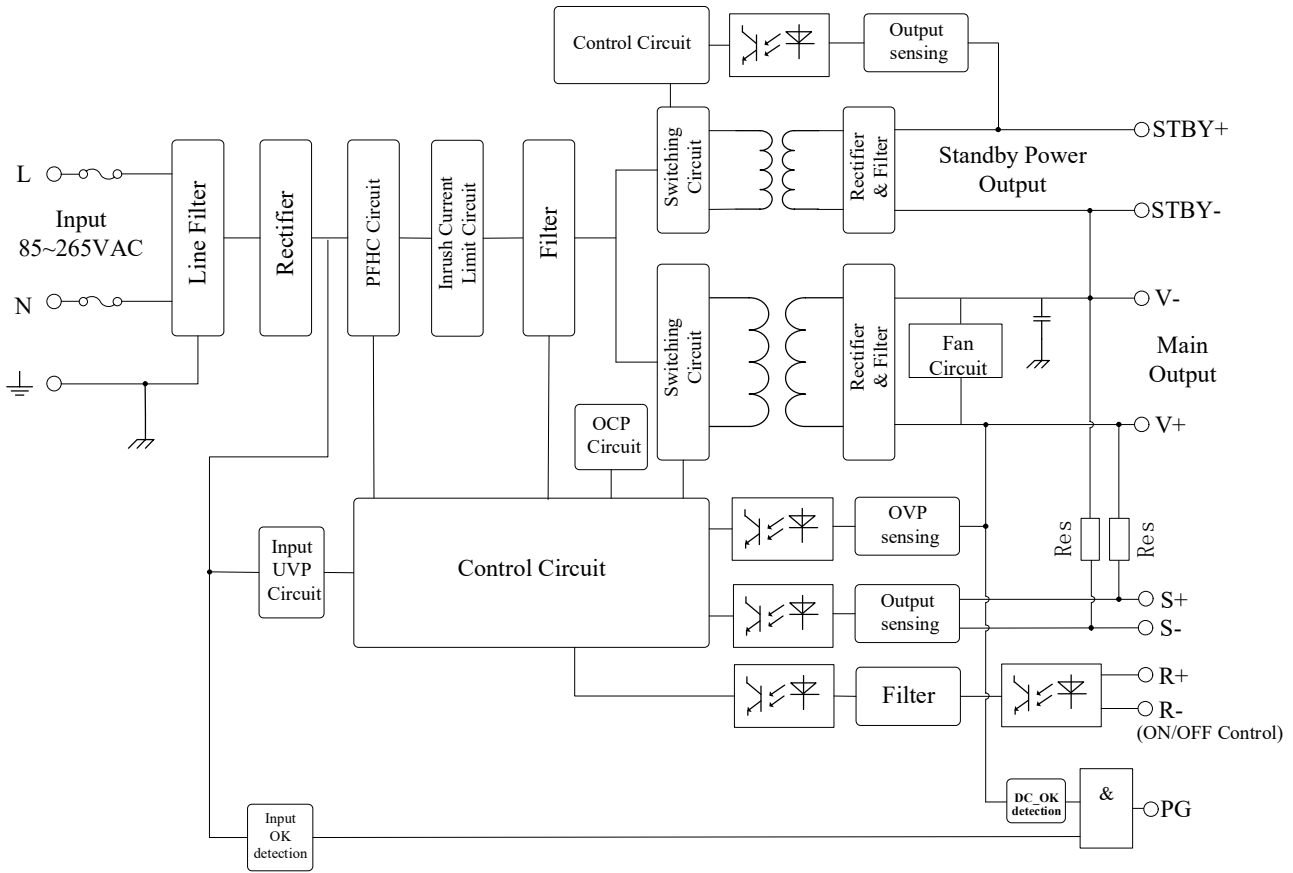 Control Circuit
Output
sensing
STBY+
Switching
Circuit
Rectifier
& Filter
Standby Power
Output
STBY-
L
Input
85~265VAC
N
Line Filter
Rectifier
PFHC Circuit
Inrush Current
Limit Circuit
Filter
Switching
Circuit
Rectifier
& Filter
V-
Fan
Circuit
Main
Output
V+
OCP
Circuit
Input
UVP
Circuit
Control Circuit
OVP
sensing
Res
Res
Output
sensing
S+
S-
Filter
R+
R-
(ON/OFF Control)
DC_OK
detection
&
PG
Input
OK
detection